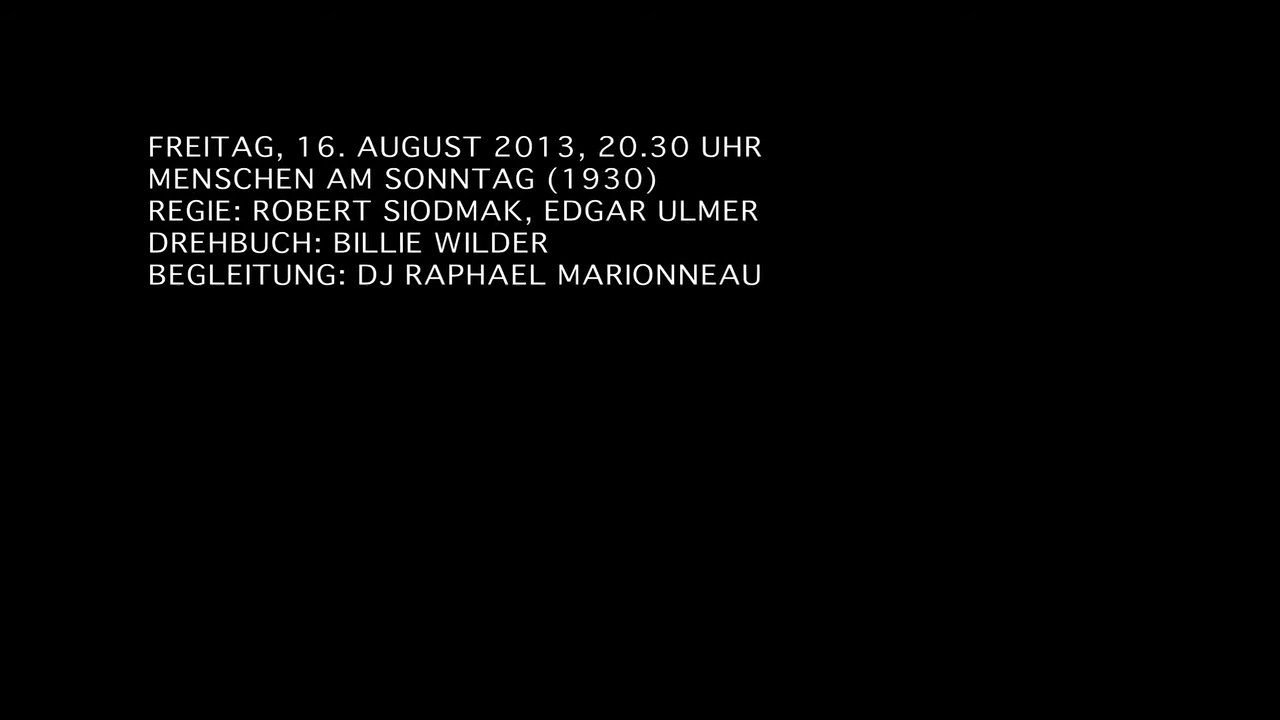 FREITAG, 16. AUGUST 2013, 20.30 UHR
MENSCHEN AM SONNTAG (1930)
REGIE: ROBERT SIODMAK, EDGAR ULMER
DREHBUCH: BILLIE WILDER
BEGLEITUNG: DJ RAPHAEL MARIONNEAU